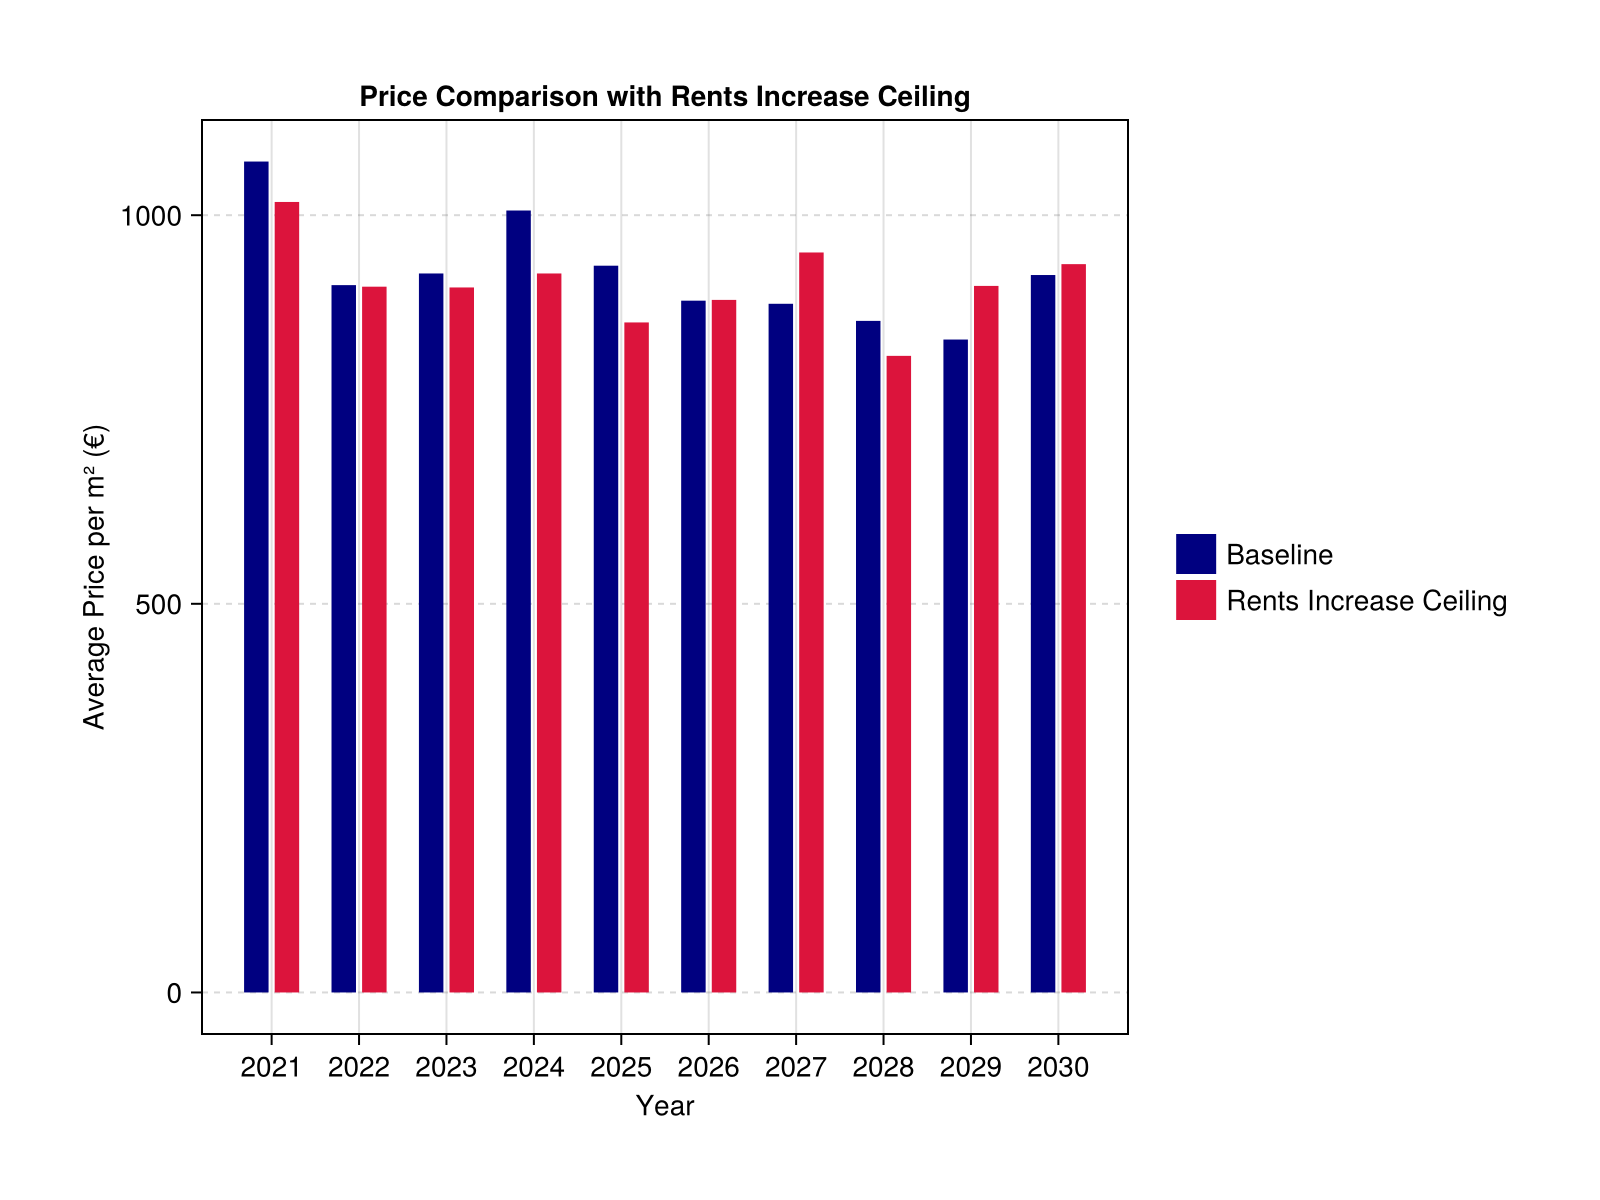 Price Comparison with Rents Increase Ceiling
Average Price per m² (€)
1000
500
0
2021 2022 2023 2024 2025 2026 2027 2028 2029 2030
Year
Baseline
Rents Increase Ceiling